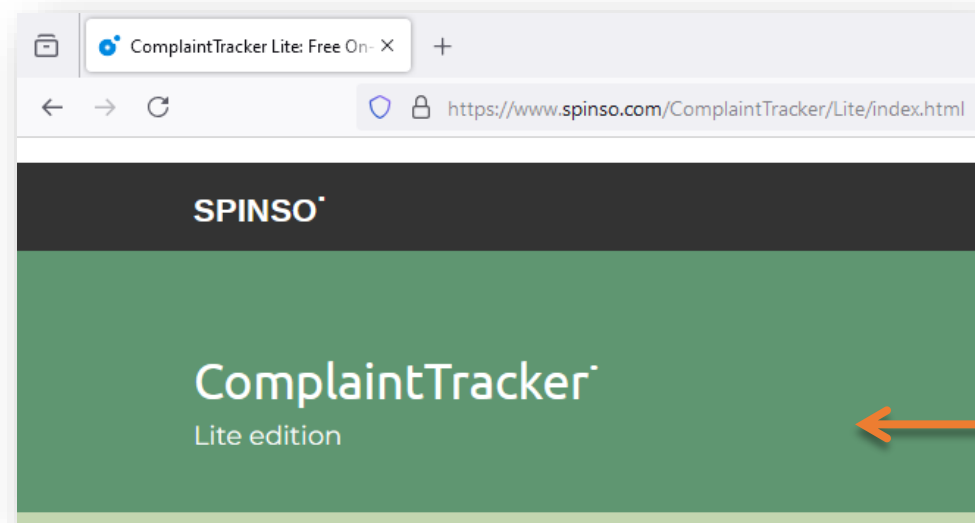 ComplaintTracker Lite: Free On-
https://www.spinso.com/ComplaintTracker/Lite/index.html
SPINSO
ComplaintTracker
Lite edition